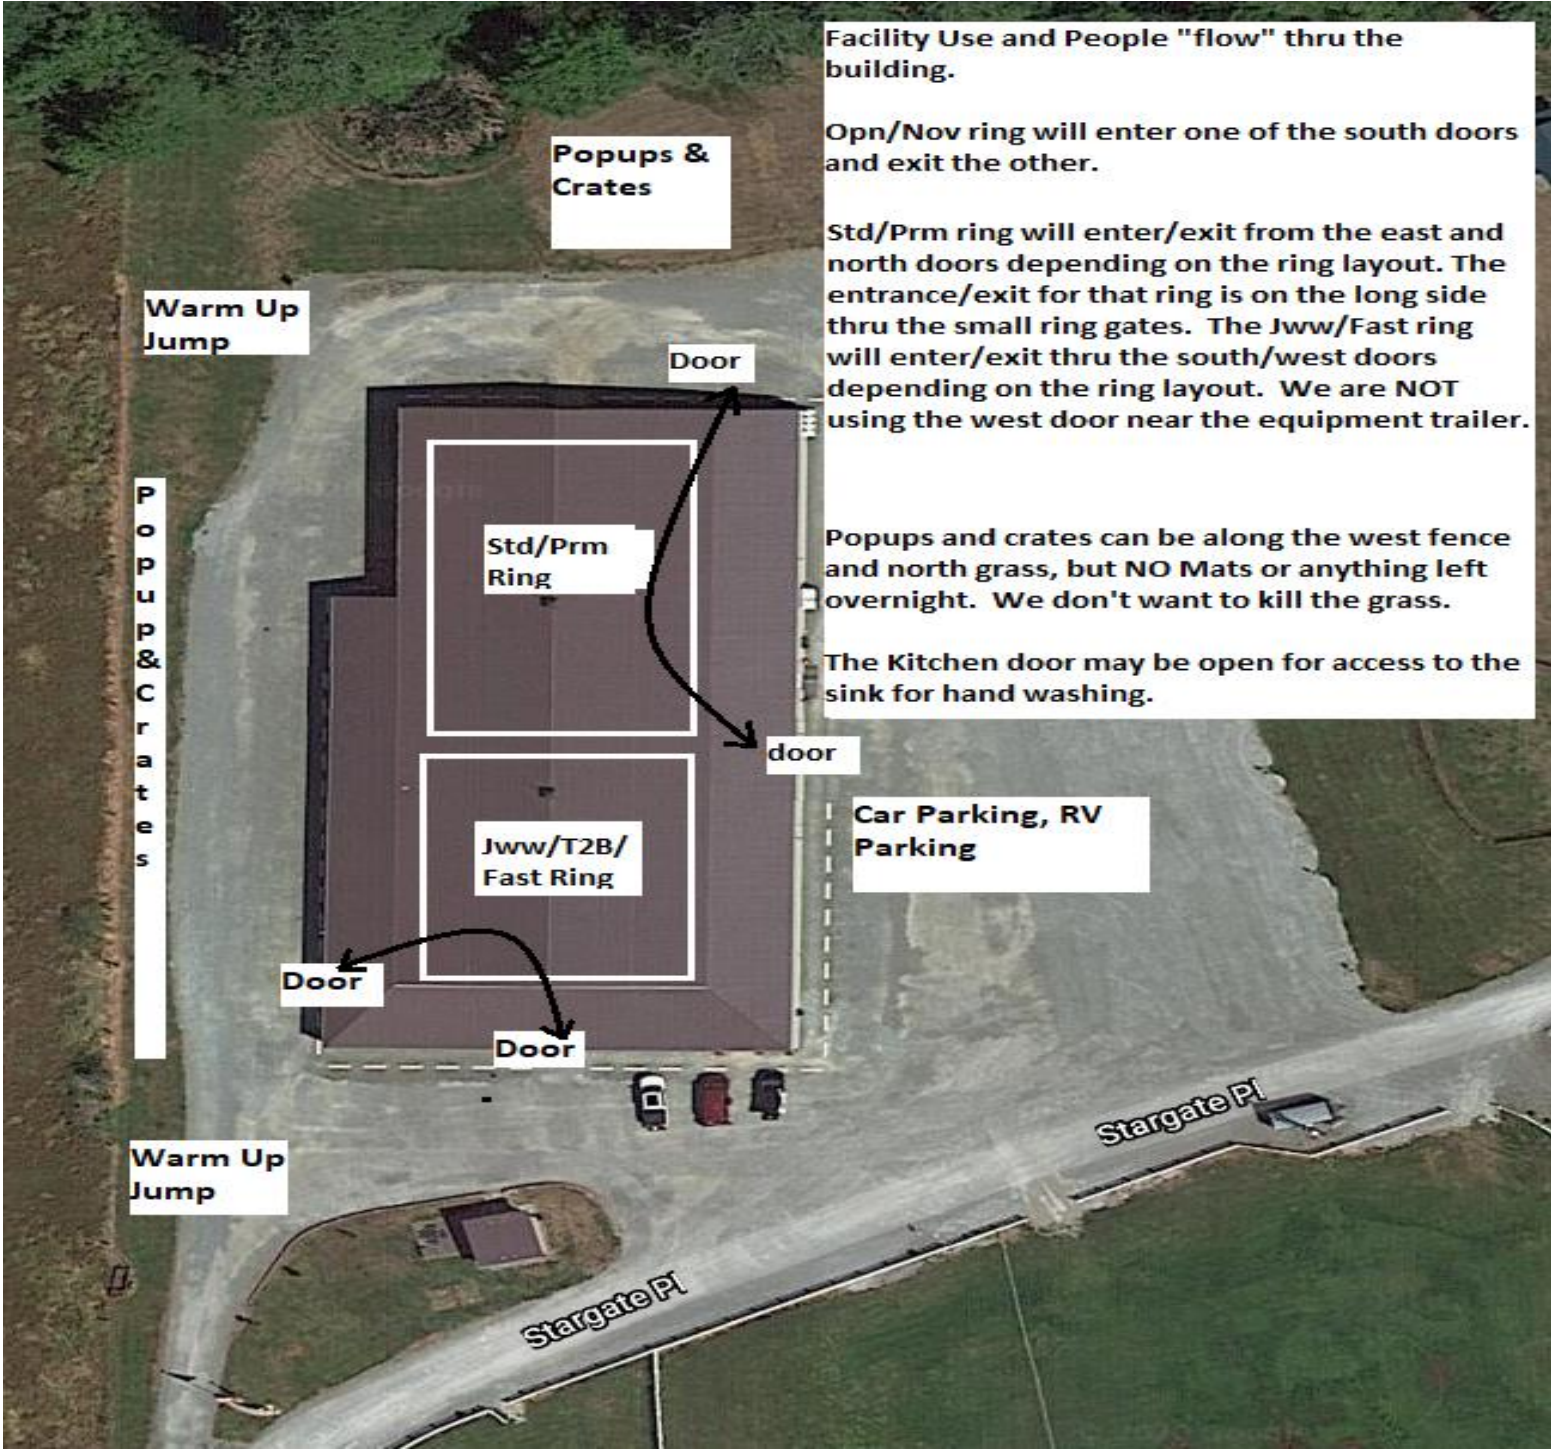 Facility Use and People "flow" thru the
building.
Opn/Nov ring will enter one of the south doors
and exit the other.
Std/Prm ring will enter/exit from the east and
north doors depending on the ring layout. The
entrance/exit for that ring is on the long side
thru the small ring gates. The Jww/Fast ring
will enter/exit thru the south/west doors
depending on the ring layout. We are NOT
using the west door near the equipment trailer.
Popups and crates can be along the west fence
and north grass, but NO Mats or anything left
overnight. We don't want to kill the grass.
The Kitchen door may be open for access to the
sink for hand washing.
Popups &
Crates
Warm Up
Jump
Door
Popup&Crates
Google
Std/Prm
Ring
door
Car Parking, RV
Parking
Jww/T2B/
Fast Ring
Door
Door
Warm Up
Jump
Stargate Pl
Stargate Pl